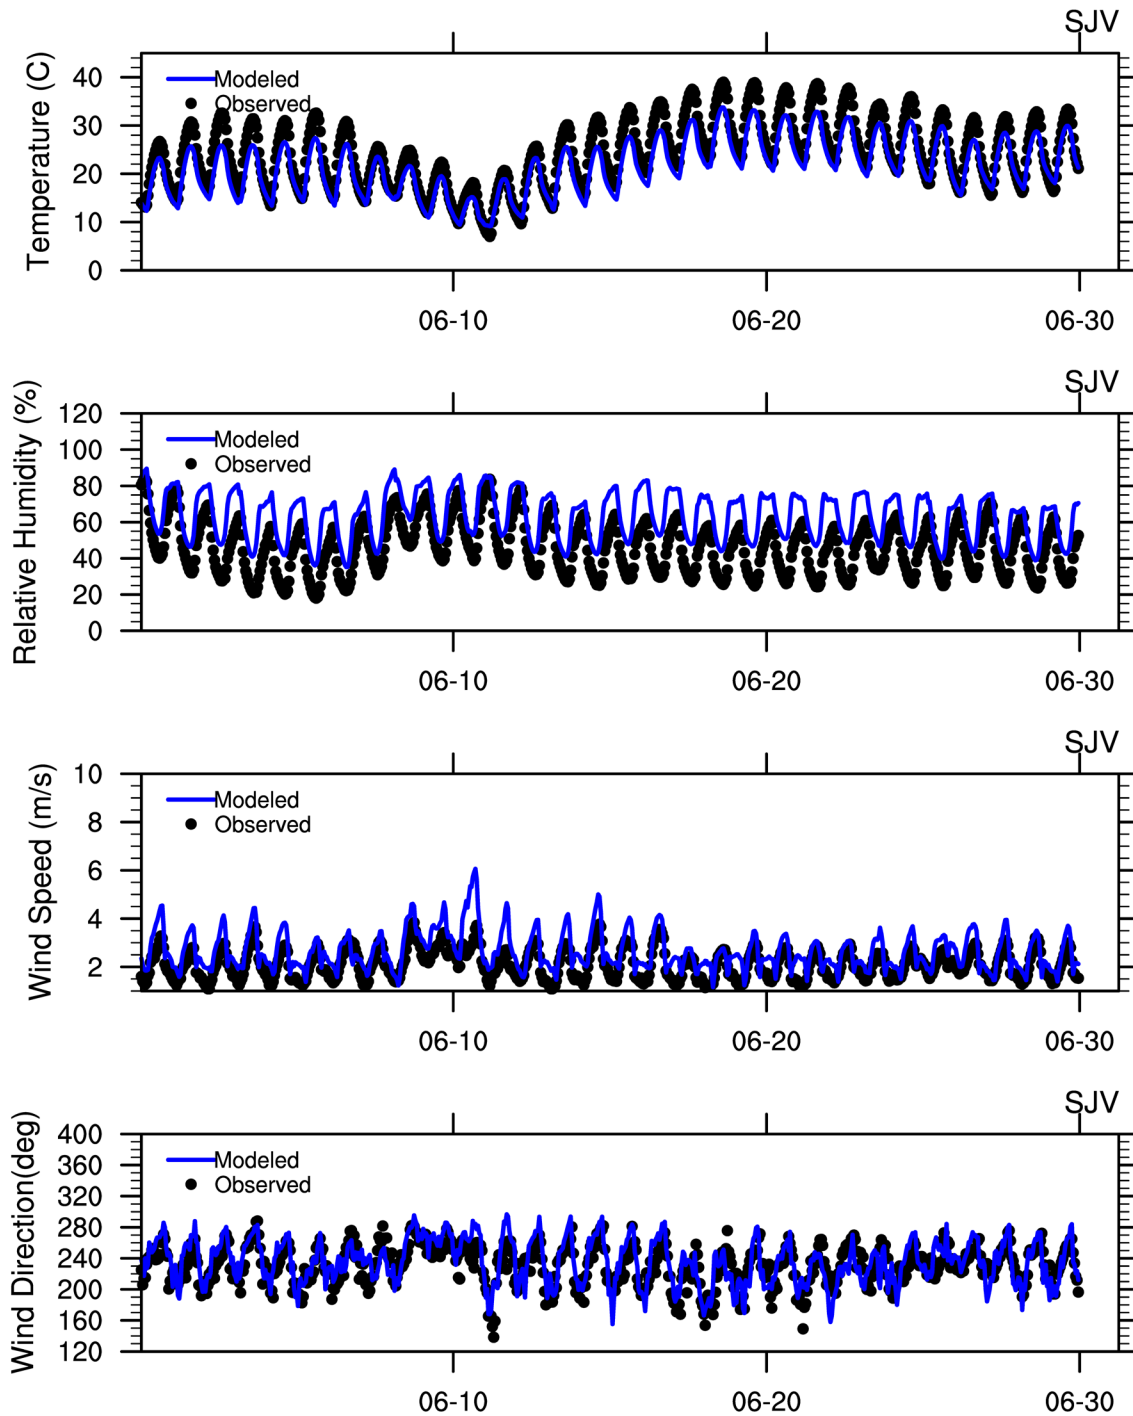 SJV
Temperature (C)
40
30
20
10
0
Modeled
Observed
06-10 06-20 06-30
SJV
Relative Humidity (%)
120
100
80
60
40
20
0
Modeled
Observed
06-10 06-20 06-30
SJV
Wind Speed (m/s)
10
8
6
4
2
Modeled
Observed
06-10 06-20 06-30
SJV
Wind Direction(deg)
400
360
320
280
240
200
160
120
Modeled
Observed
06-10 06-20 06-30